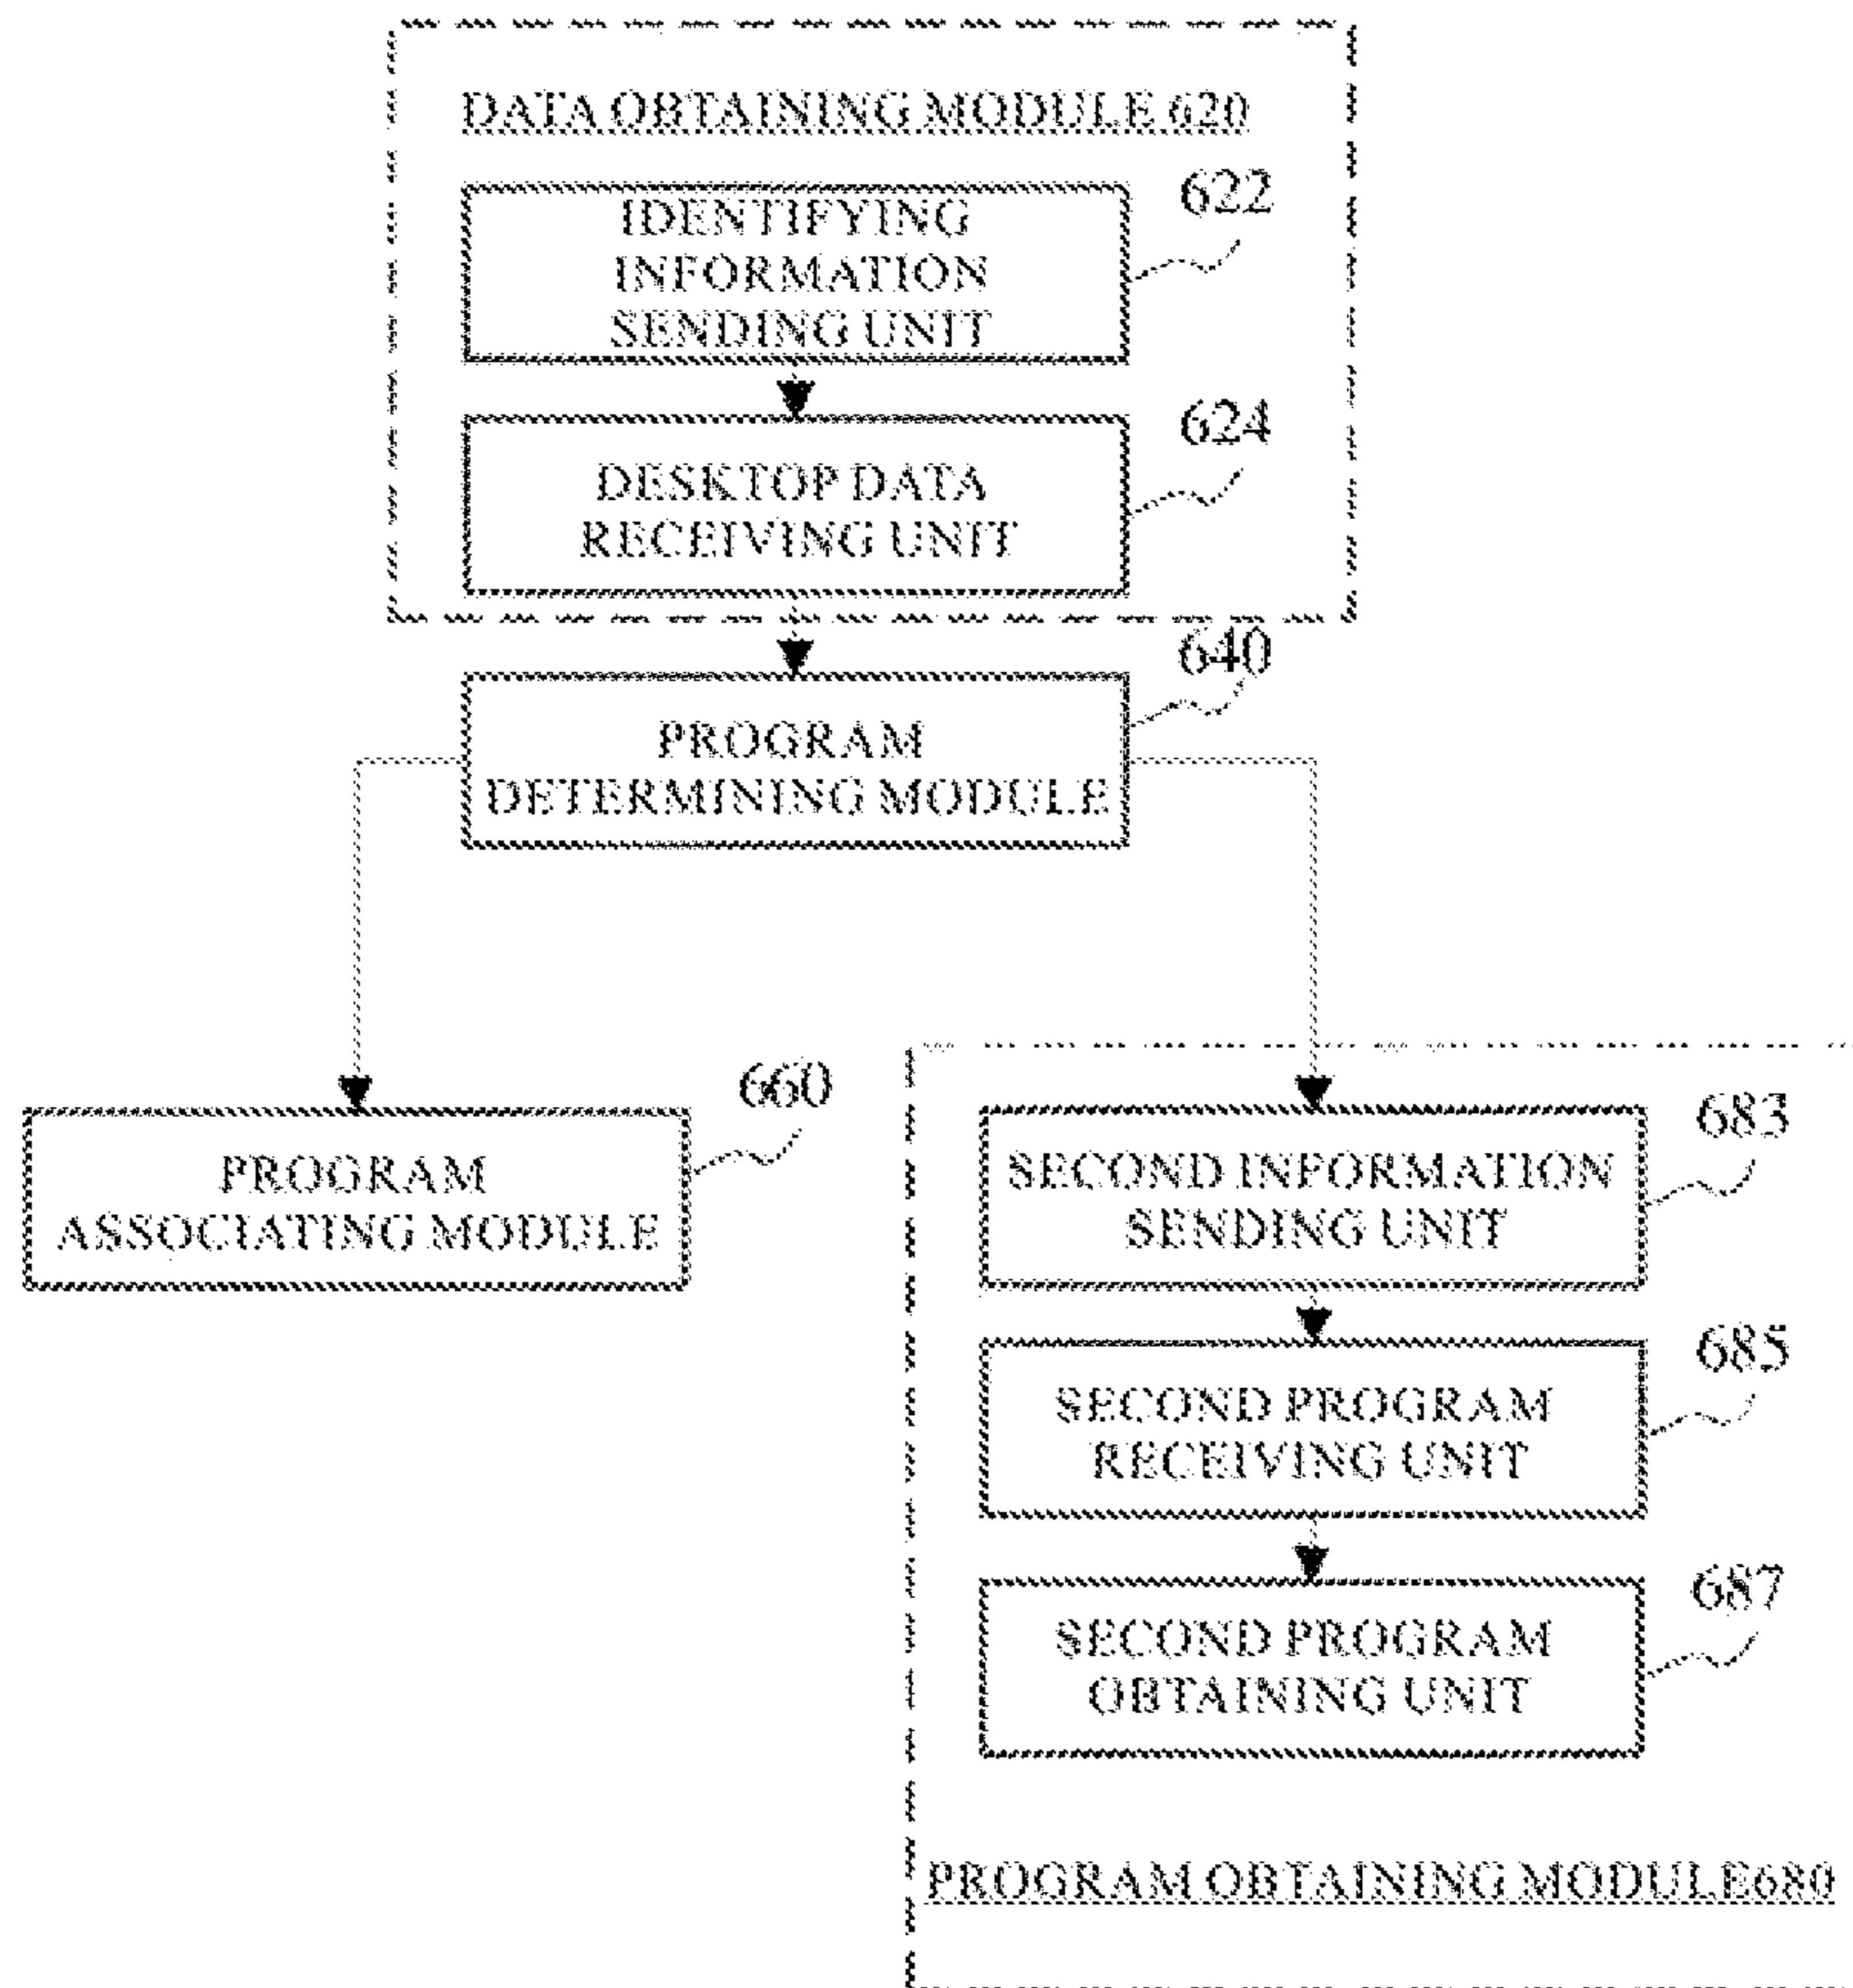 DATA OBTAINING MODULE 620
622
IDENTIFYING
INFORMATION
SENDING UNIT
624
DESKTOP DATA
RECEIVING UNIT
640
PROGRAM
DETERMINING MODULE
660
PROGRAM
ASSOCIATING MODULE
683
SECOND INFORMATION
SENDING UNIT
685
SECOND PROGRAM
RECEIVING UNIT
687
SECOND PROGRAM
OBTAINING UNIT
PROGRAM OBTAINING MODULE680